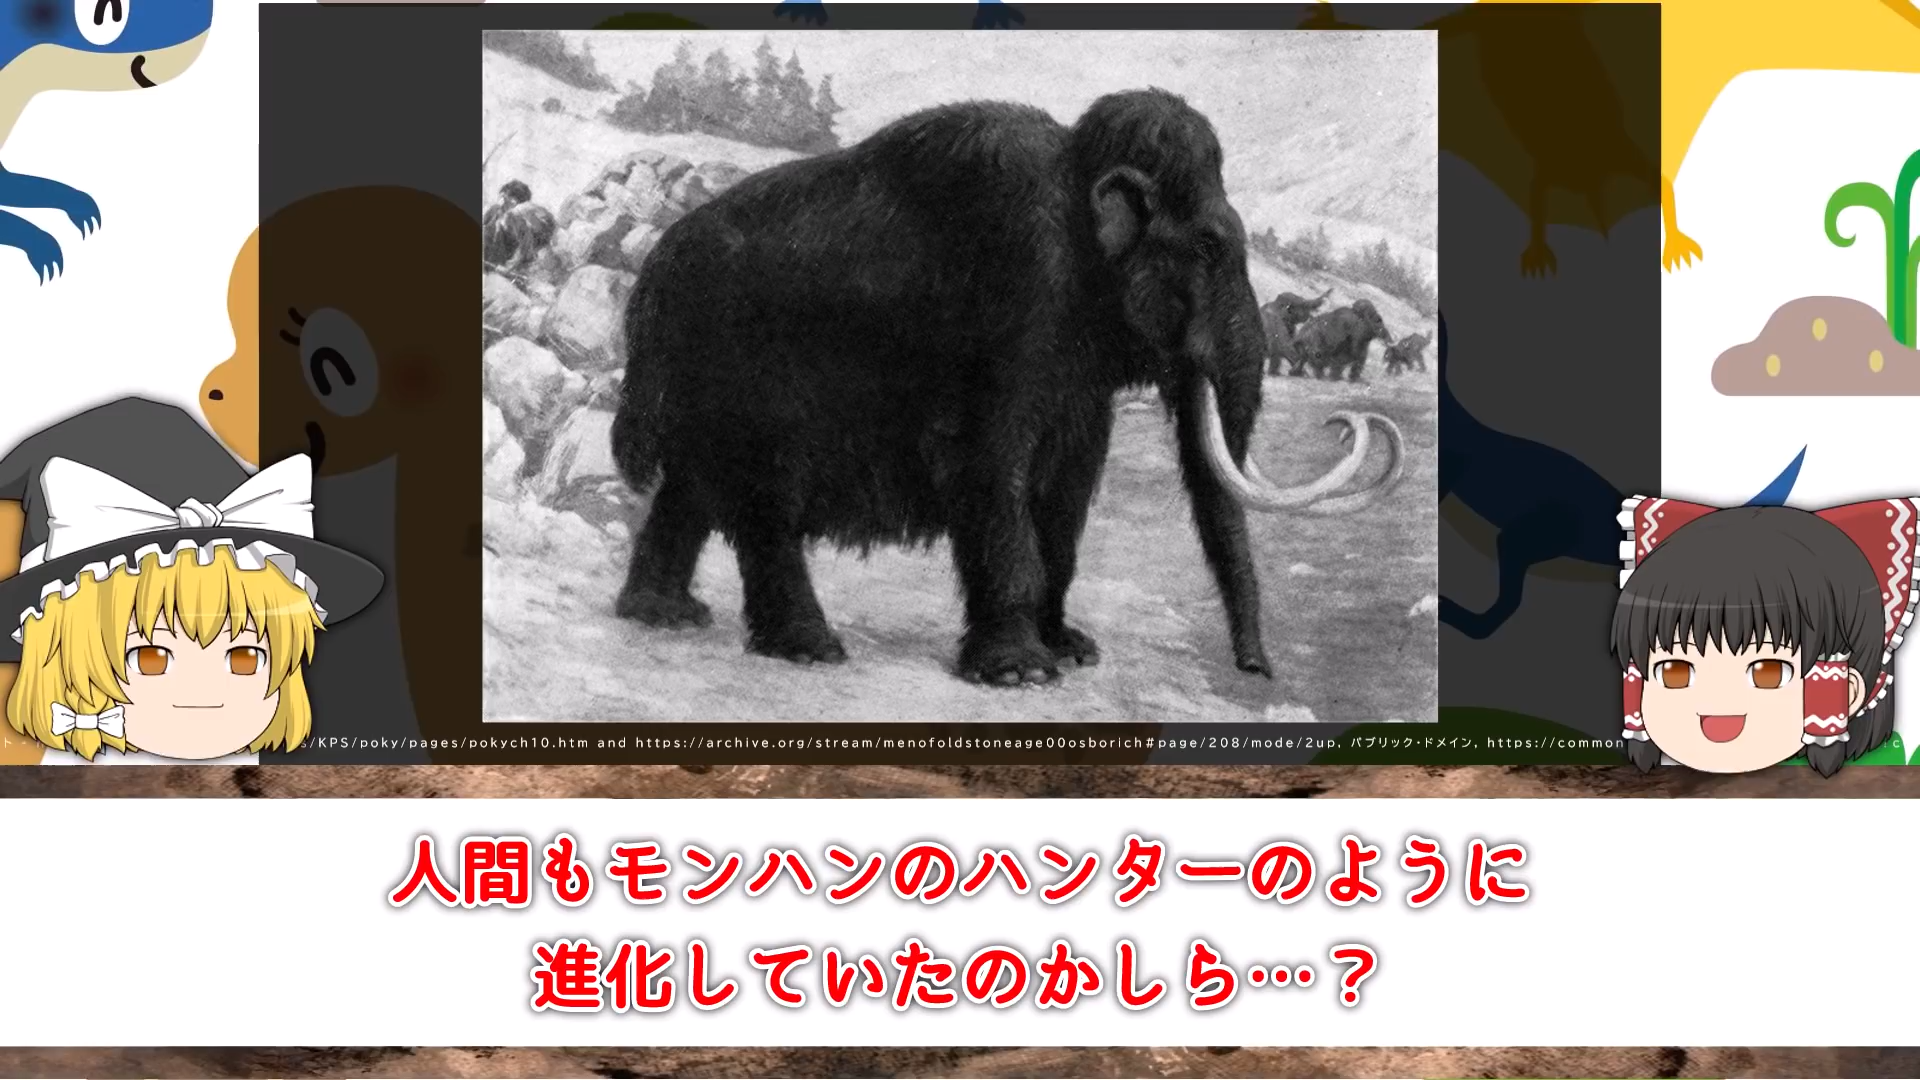 /KPS/poky/pages/pokych10.htm and https://archive.org/stream/menofoldstoneage00osborich#page/208/mode/2up, パブリック・ドメイン, https://common
人間もモンハンのハンターのように
進化していたのかしら…？